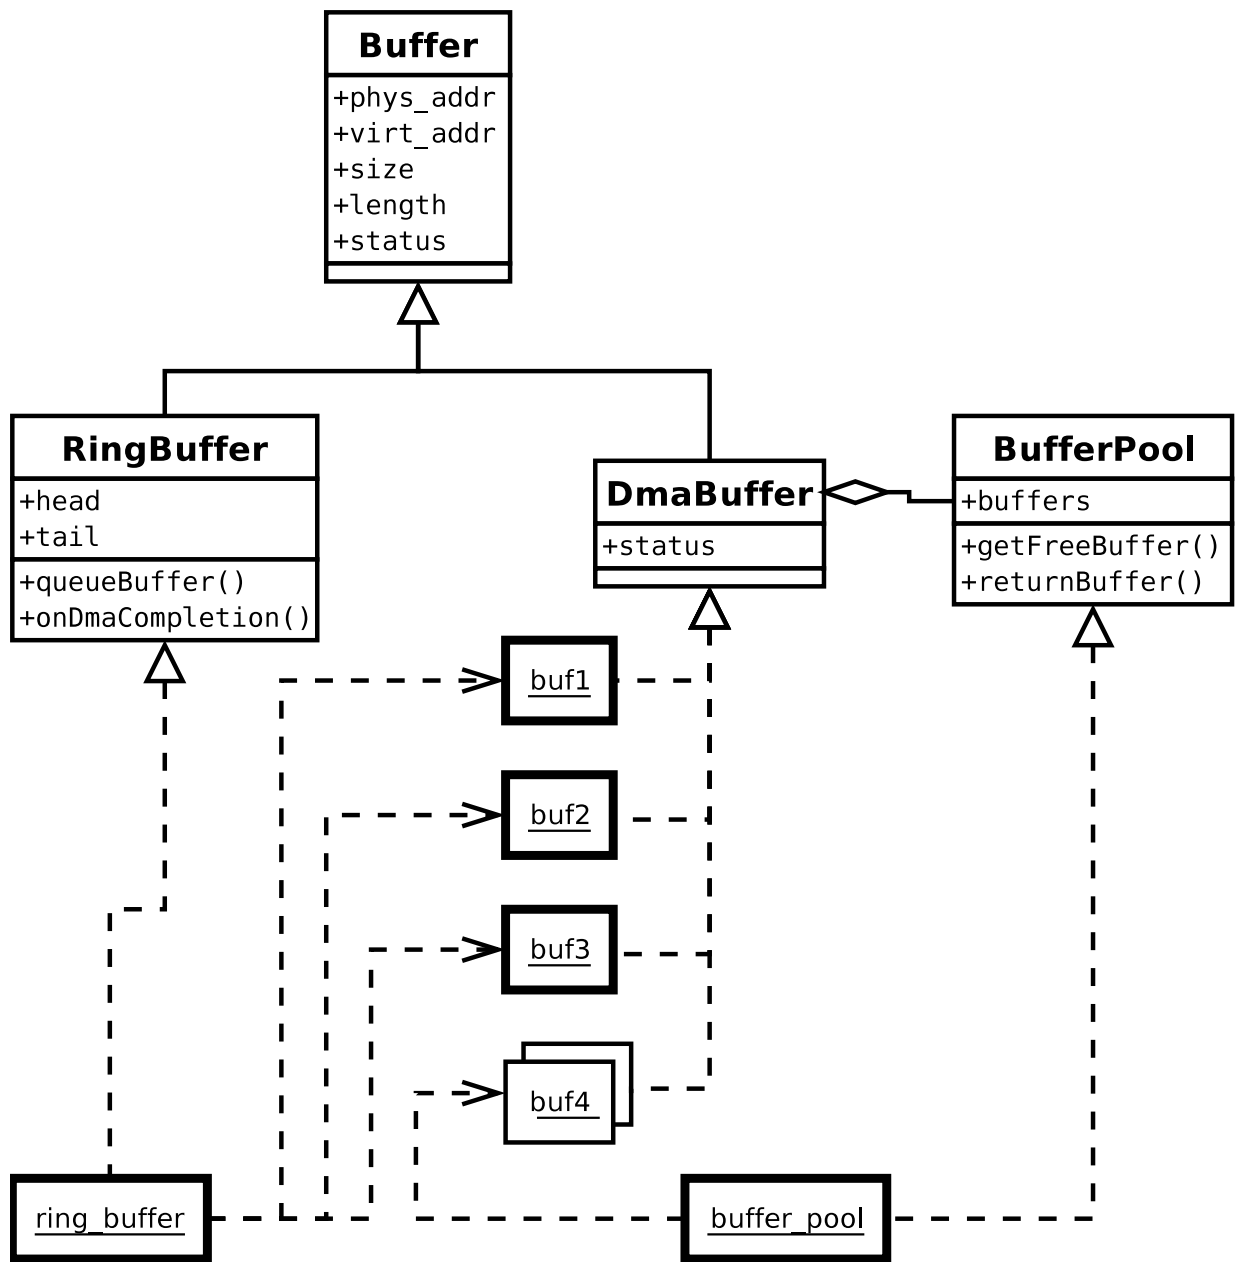 Buffer
+phys_addr
+virt_addr
+size
+length
+status
RingBuffer
+head
+tail
+queueBuffer()
+onDmaCompletion()
DmaBuffer
+status
BufferPool
+buffers
+getFreeBuffer()
+returnBuffer()
buf1
buf2
buf3
buf4
ring_buffer
buffer_pool